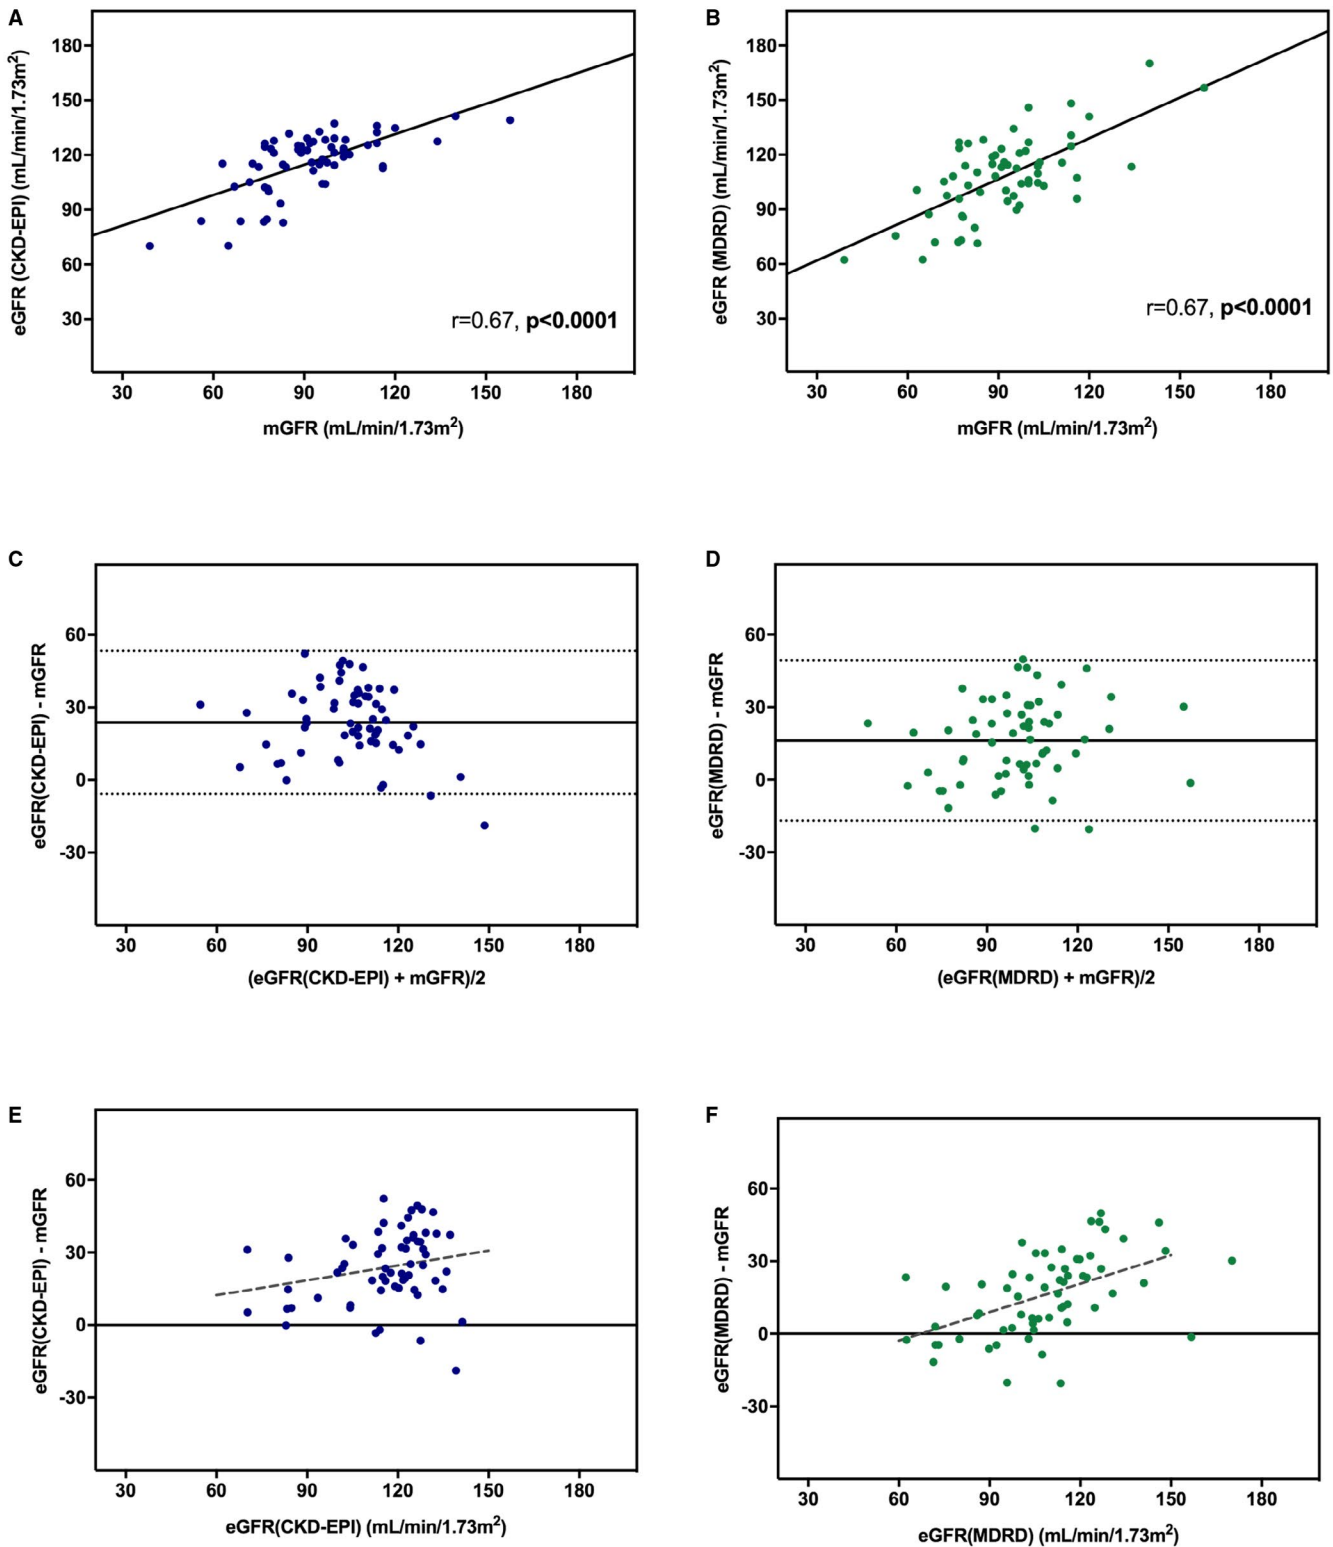 A
eGFR (CKD-EPI) (mL/min/1.73m²)
180
150
120
90
60
30
r=0.67, p<0.0001
30 60 90 120 150 180
mGFR (mL/min/1.73m²)
B
eGFR (MDRD) (mL/min/1.73m²)
180
150
120
90
60
30
r=0.67, p<0.0001
30 60 90 120 150 180
mGFR (mL/min/1.73m²)
C
eGFR(CKD-EPI) - mGFR
60
30
0
-30
30 60 90 120 150 180
(eGFR(CKD-EPI) + mGFR)/2
D
eGFR(MDRD) - mGFR
60
30
0
-30
30 60 90 120 150 180
(eGFR(MDRD) + mGFR)/2
E
eGFR(CKD-EPI) - mGFR
60
30
0
-30
30 60 90 120 150 180
eGFR(CKD-EPI) (mL/min/1.73m²)
F
eGFR(MDRD) - mGFR
60
30
0
-30
30 60 90 120 150 180
eGFR(MDRD) (mL/min/1.73m²)